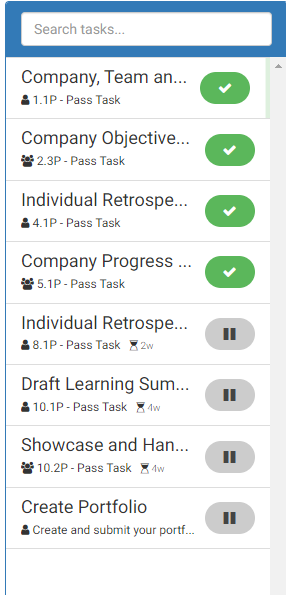 Search tasks...
Company, Team an...
1.1P - Pass Task
Company Objective...
2.3P - Pass Task
Individual Retrospe...
4.1P - Pass Task
Company Progress ...
5.1P - Pass Task
Individual Retrospe...
8.1P - Pass Task 2w
Draft Learning Sum...
10.1P - Pass Task 4w
Showcase and Han...
10.2P - Pass Task 4w
Create Portfolio
Create and submit your portf...